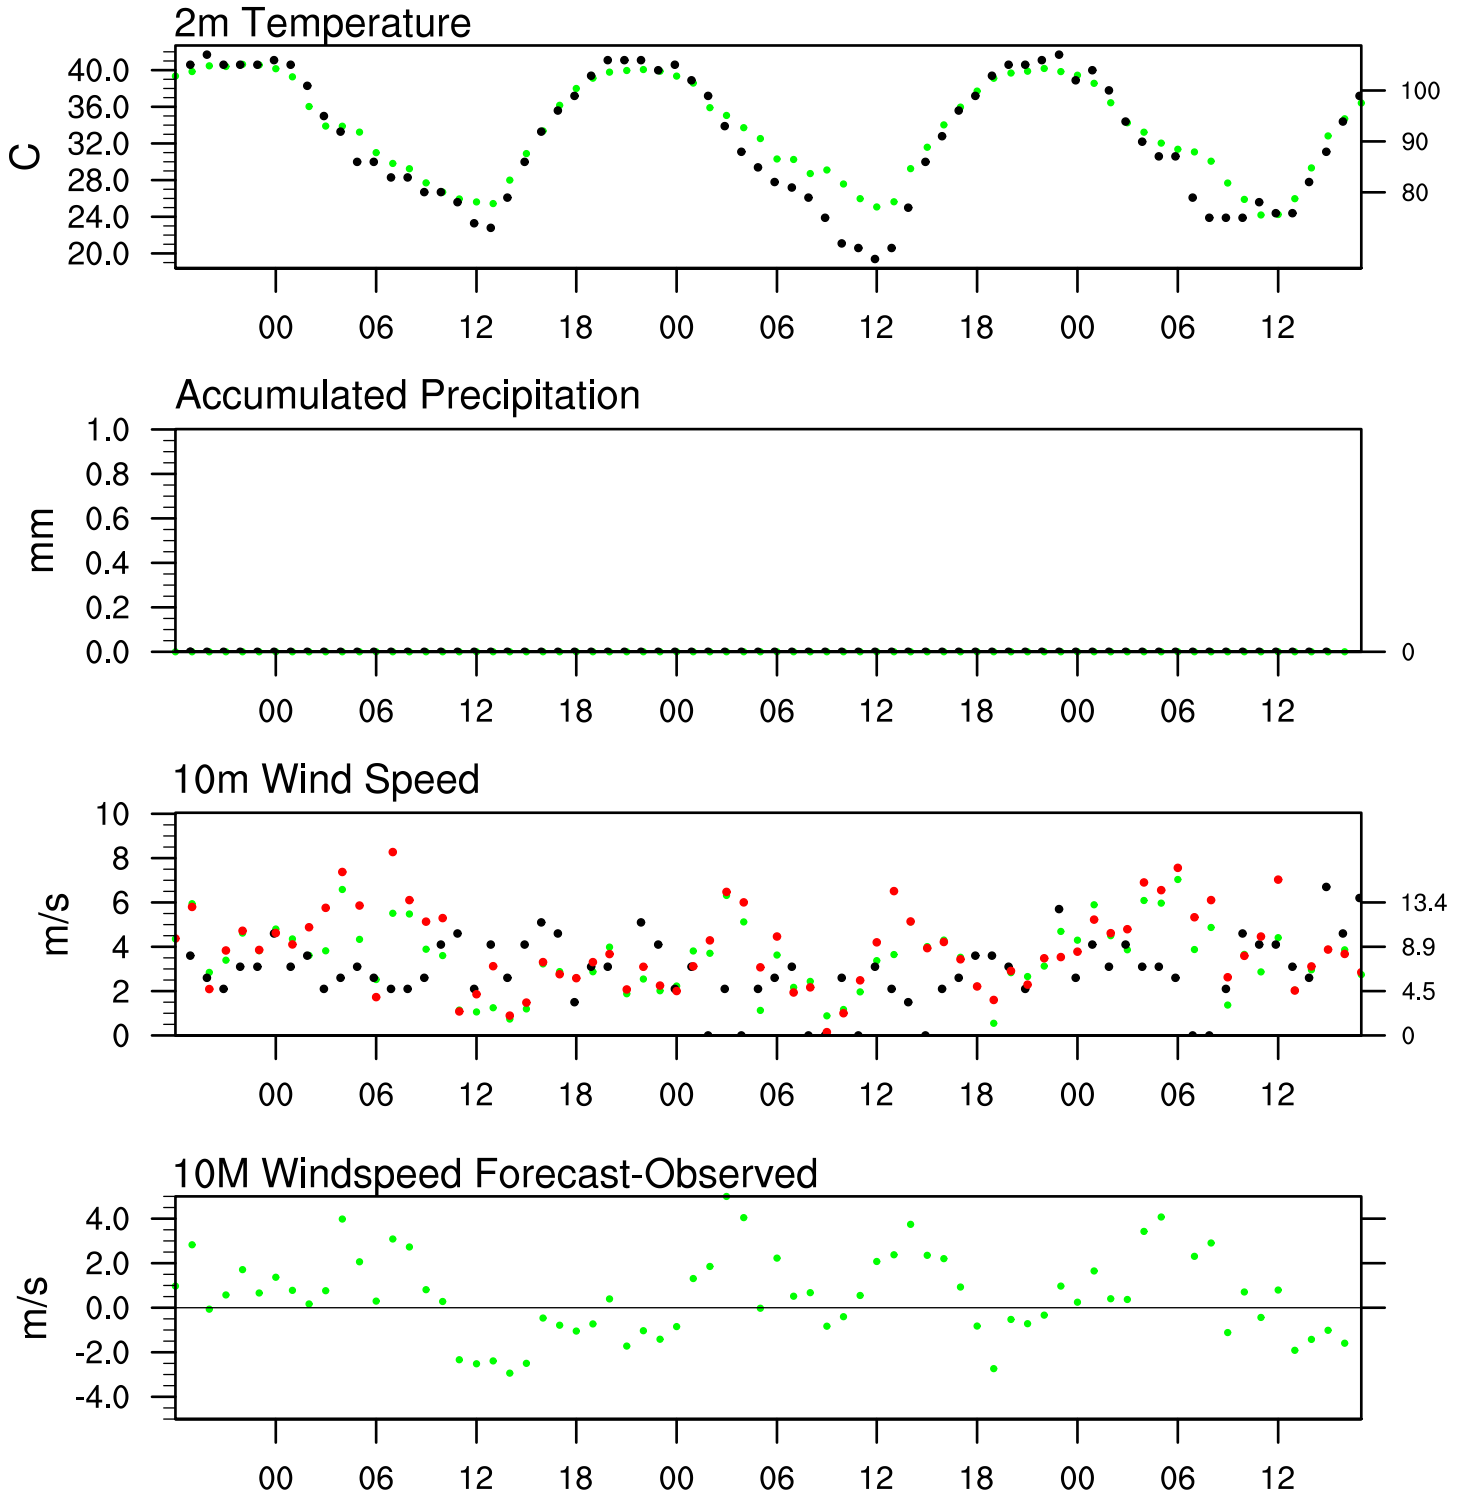 2m Temperature
40.0
36.0
32.0
28.0
24.0
20.0
C
100
90
80
00 06 12 18 00 06 12 18 00 06 12
Accumulated Precipitation
1.0
0.8
0.6
0.4
0.2
0.0
mm
0
00 06 12 18 00 06 12 18 00 06 12
10m Wind Speed
10
8
6
4
2
0
m/s
13.4
8.9
4.5
0
00 06 12 18 00 06 12 18 00 06 12
10M Windspeed Forecast-Observed
4.0
2.0
0.0
-2.0
-4.0
m/s
00 06 12 18 00 06 12 18 00 06 12